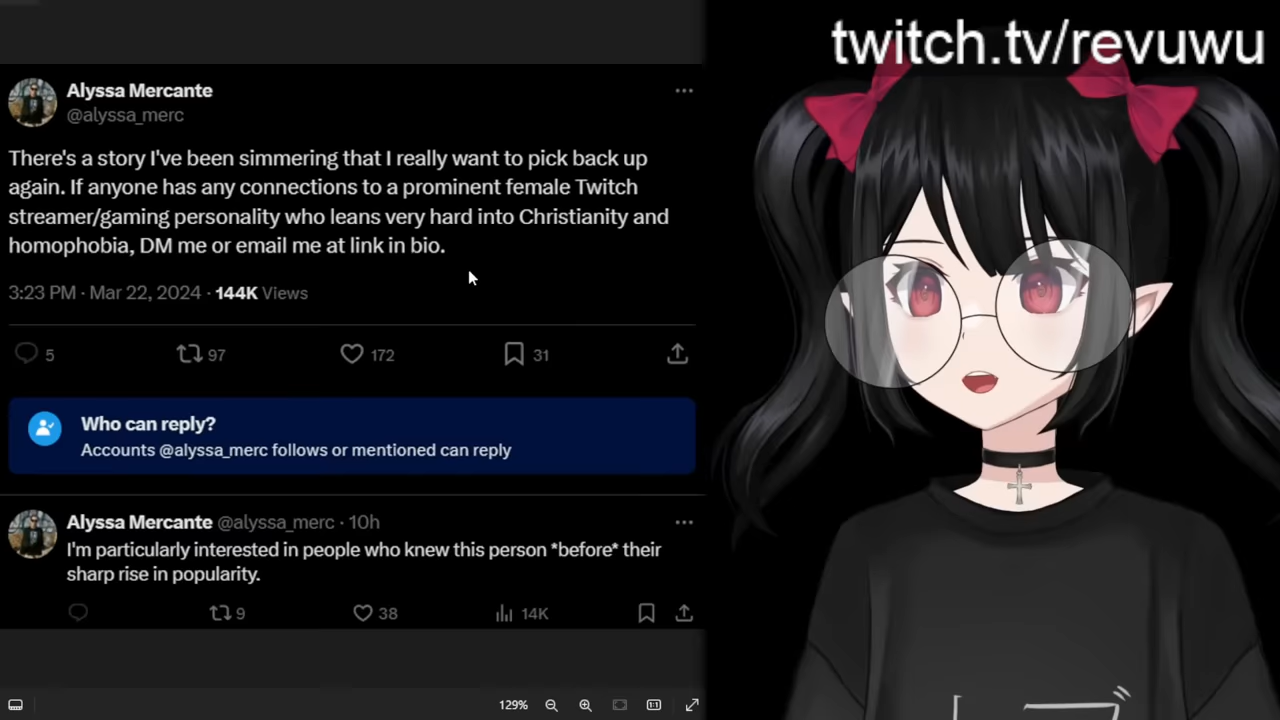 twitch.tv/revuwu
Alyssa Mercante
@alyssa_merc
There's a story I've been simmering that I really want to pick back up
again. If anyone has any connections to a prominent female Twitch
streamer/gaming personality who leans very hard into Christianity and
homophobia, DM me or email me at link in bio.
3:23 PM · Mar 22, 2024 · 144K Views
5 97 172 31
Who can reply?
Accounts @alyssa_merc follows or mentioned can reply
Alyssa Mercante @alyssa_merc · 10h
I'm particularly interested in people who knew this person *before* their
sharp rise in popularity.
9 38 14K
129% 1:1